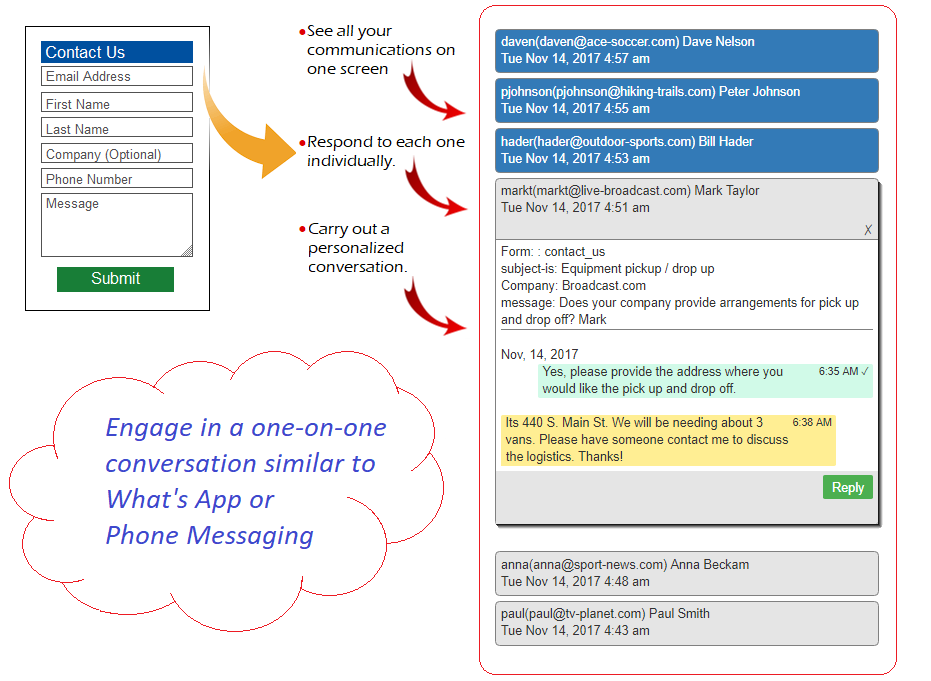 Contact Us
Email Address
First Name
Last Name
Company (Optional)
Phone Number
Message
Submit
•See all your
communications on
one screen
•Respond to each one
individually.
•Carry out a
personalized
conversation.
Engage in a one-on-one
conversation similar to
What's App or
Phone Messaging
daven(daven@ace-soccer.com) Dave Nelson
Tue Nov 14, 2017 4:57 am
pjohnson(pjohnson@hiking-trails.com) Peter Johnson
Tue Nov 14, 2017 4:55 am
hader(hader@outdoor-sports.com) Bill Hader
Tue Nov 14, 2017 4:53 am
markt(markt@live-broadcast.com) Mark Taylor
Tue Nov 14, 2017 4:51 am
X
Form: : contact_us
subject-is: Equipment pickup / drop up
Company: Broadcast.com
message: Does your company provide arrangements for pick up
and drop off? Mark
Nov, 14, 2017
Yes, please provide the address where you 6:35 AM ✓
would like the pick up and drop off.
Its 440 S. Main St. We will be needing about 3 6:38 AM
vans. Please have someone contact me to discuss
the logistics. Thanks!
Reply
anna(anna@sport-news.com) Anna Beckam
Tue Nov 14, 2017 4:48 am
paul(paul@tv-planet.com) Paul Smith
Tue Nov 14, 2017 4:43 am